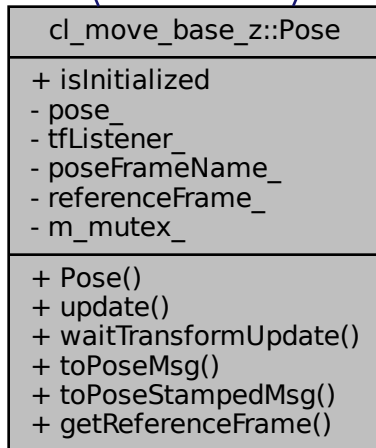 cl_move_base_z::Pose
+ isInitialized
- pose_
- tfListener_
- poseFrameName_
- referenceFrame_
- m_mutex_
+ Pose()
+ update()
+ waitTransformUpdate()
+ toPoseMsg()
+ toPoseStampedMsg()
+ getReferenceFrame()